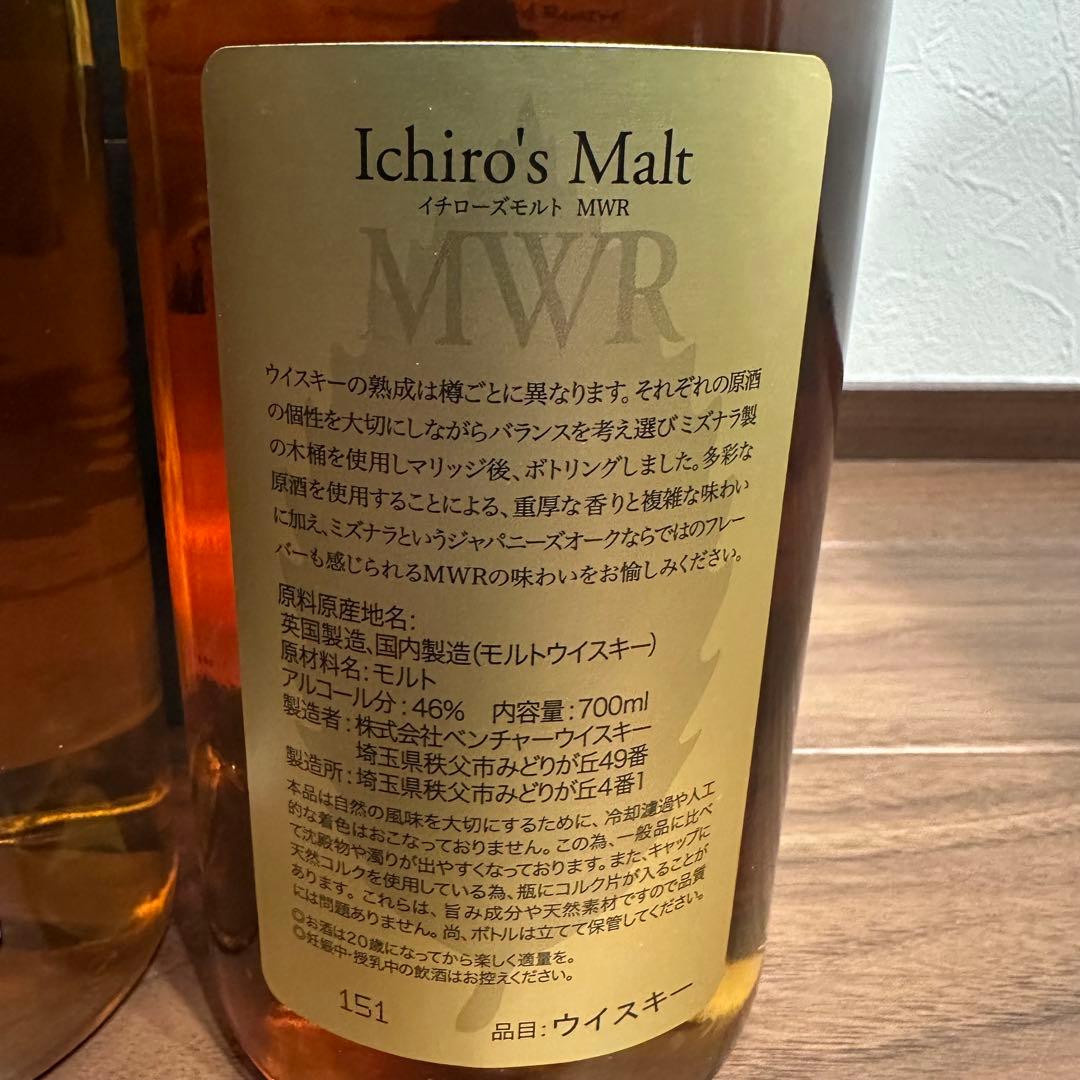 Ichiro's Malt
イチローズモルト MWR
MWR
ウイスキーの熟成は樽ごとに異なります。それぞれの原酒
の個性を大切にしながらバランスを考え選びミズナラ製
の木桶を使用しマリッジ後、ボトリングしました。多彩な
原酒を使用することによる、重厚な香りと複雑な味わい
に加え、ミズナラというジャパニーズオークならではのフレー
バーも感じられるMWRの味わいをお愉しみください。
原料原産地名:
英国製造、国内製造(モルトウイスキー)
原材料名:モルト
アルコール分:46% 内容量:700ml
製造者:株式会社ベンチャーウイスキー
埼玉県秩父市みどりが丘49番
製造所:埼玉県秩父市みどりが丘4番1
本品は自然の風味を大切にするために、冷却濾過や人工
的な着色はおこなっておりません。この為、一般品に比べ
て沈殿物や濁りが出やすくなっております。また、キャップに
天然コルクを使用している為、瓶にコルク片が入ることが
あります。これらは、旨み成分や天然素材ですので品質
には問題ありません。尚、ボトルは立てて保管してください。
◎お酒は20歳になってから楽しく適量を。
◎妊娠中・授乳中の飲酒はお控えください。
151
品目:ウイスキー